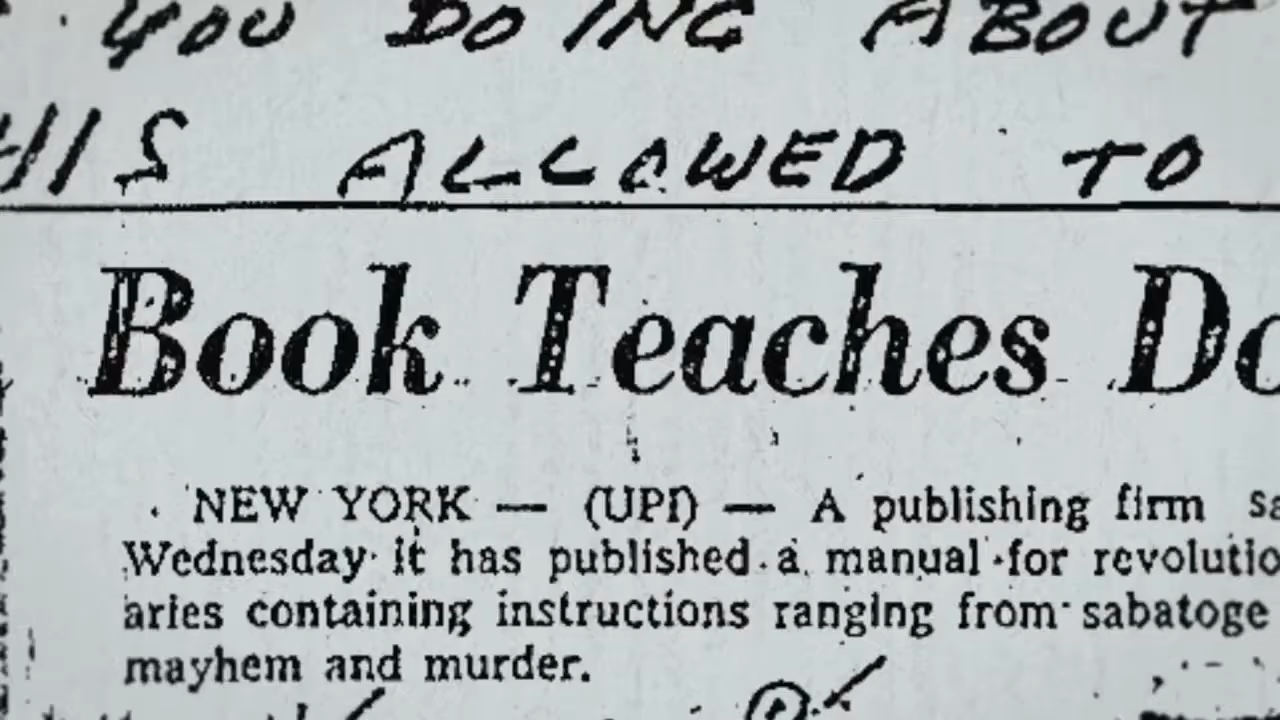 YOU DOING ABOUT
HIS ALLOWED TO
Book Teaches Do
NEW YORK — (UPI) — A publishing firm sa
Wednesday it has published a manual for revolutio
aries containing instructions ranging from sabatoge
mayhem and murder.